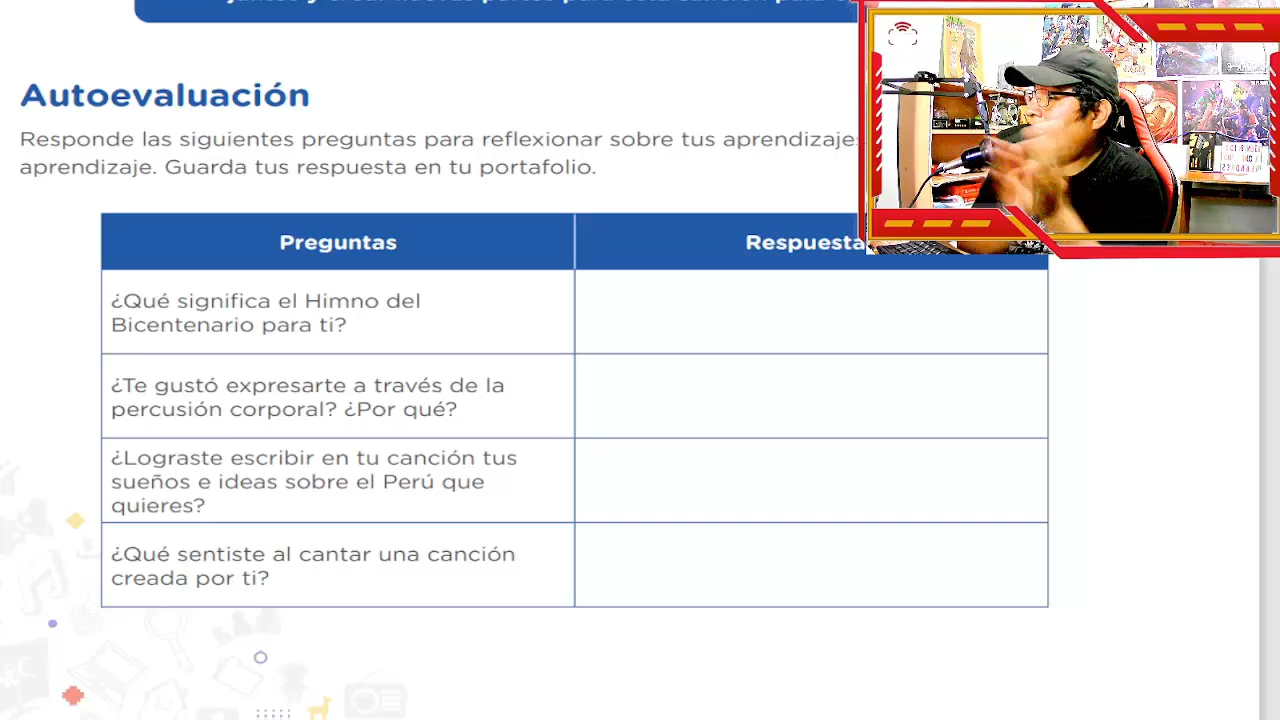 Autoevaluación
Responde las siguientes preguntas para reflexionar sobre tus aprendizajes
aprendizaje. Guarda tus respuesta en tu portafolio.
Preguntas
Respuesta
¿Qué significa el Himno del
Bicentenario para ti?
¿Te gustó expresarte a través de la
percusión corporal? ¿Por qué?
¿Lograste escribir en tu canción tus
sueños e ideas sobre el Perú que
quieres?
¿Qué sentiste al cantar una canción
creada por ti?